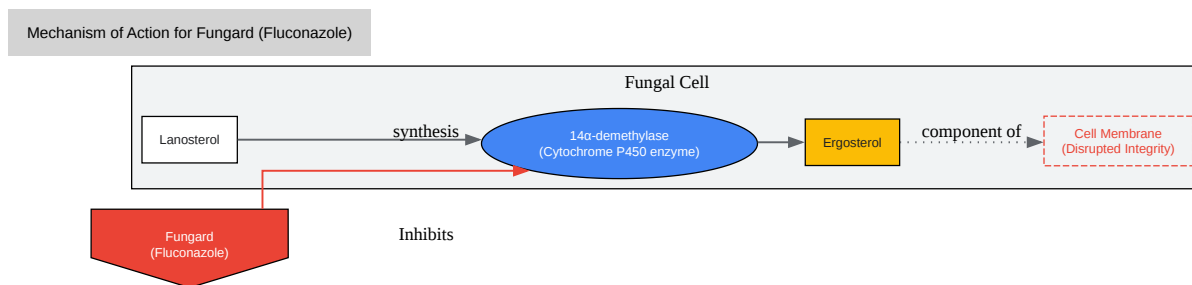 Mechanism of Action for Fungard (Fluconazole)
Fungal Cell
Lanosterol
synthesis
14α-demethylase
(Cytochrome P450 enzyme)
Ergosterol
component of
Cell Membrane
(Disrupted Integrity)
Fungard
(Fluconazole)
Inhibits